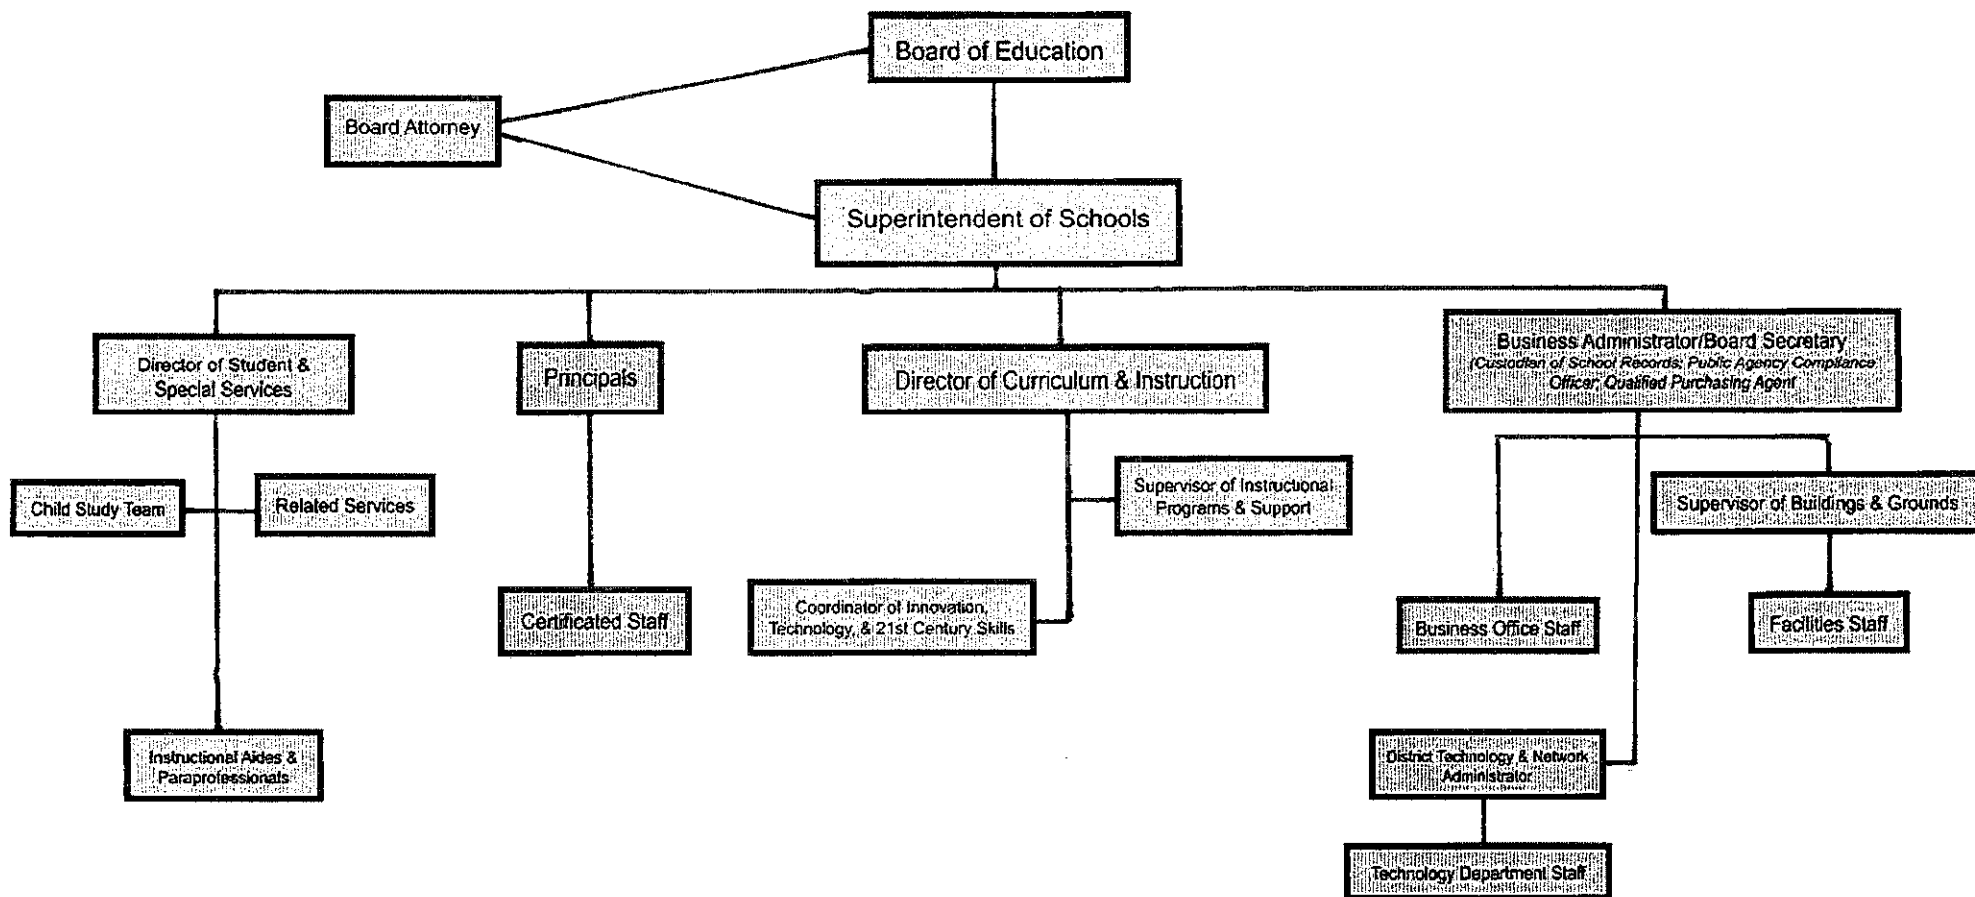 Board of Education
Board Attorney
Superintendent of Schools
Director of Student &
Special Services
Principals
Director of Curriculum & Instruction
Business Administrator/Board Secretary
(Custodian of School Records; Public Agency Compliance
Officer; Qualified Purchasing Agent
Child Study Team
Related Services
Supervisor of Instructional
Programs & Support
Supervisor of Buildings & Grounds
Certificated Staff
Coordinator of Innovation,
Technology, & 21st Century Skills
Business Office Staff
Facilities Staff
Instructional Aides &
Paraprofessionals
District Technology & Network
Administrator
Technology Department Staff